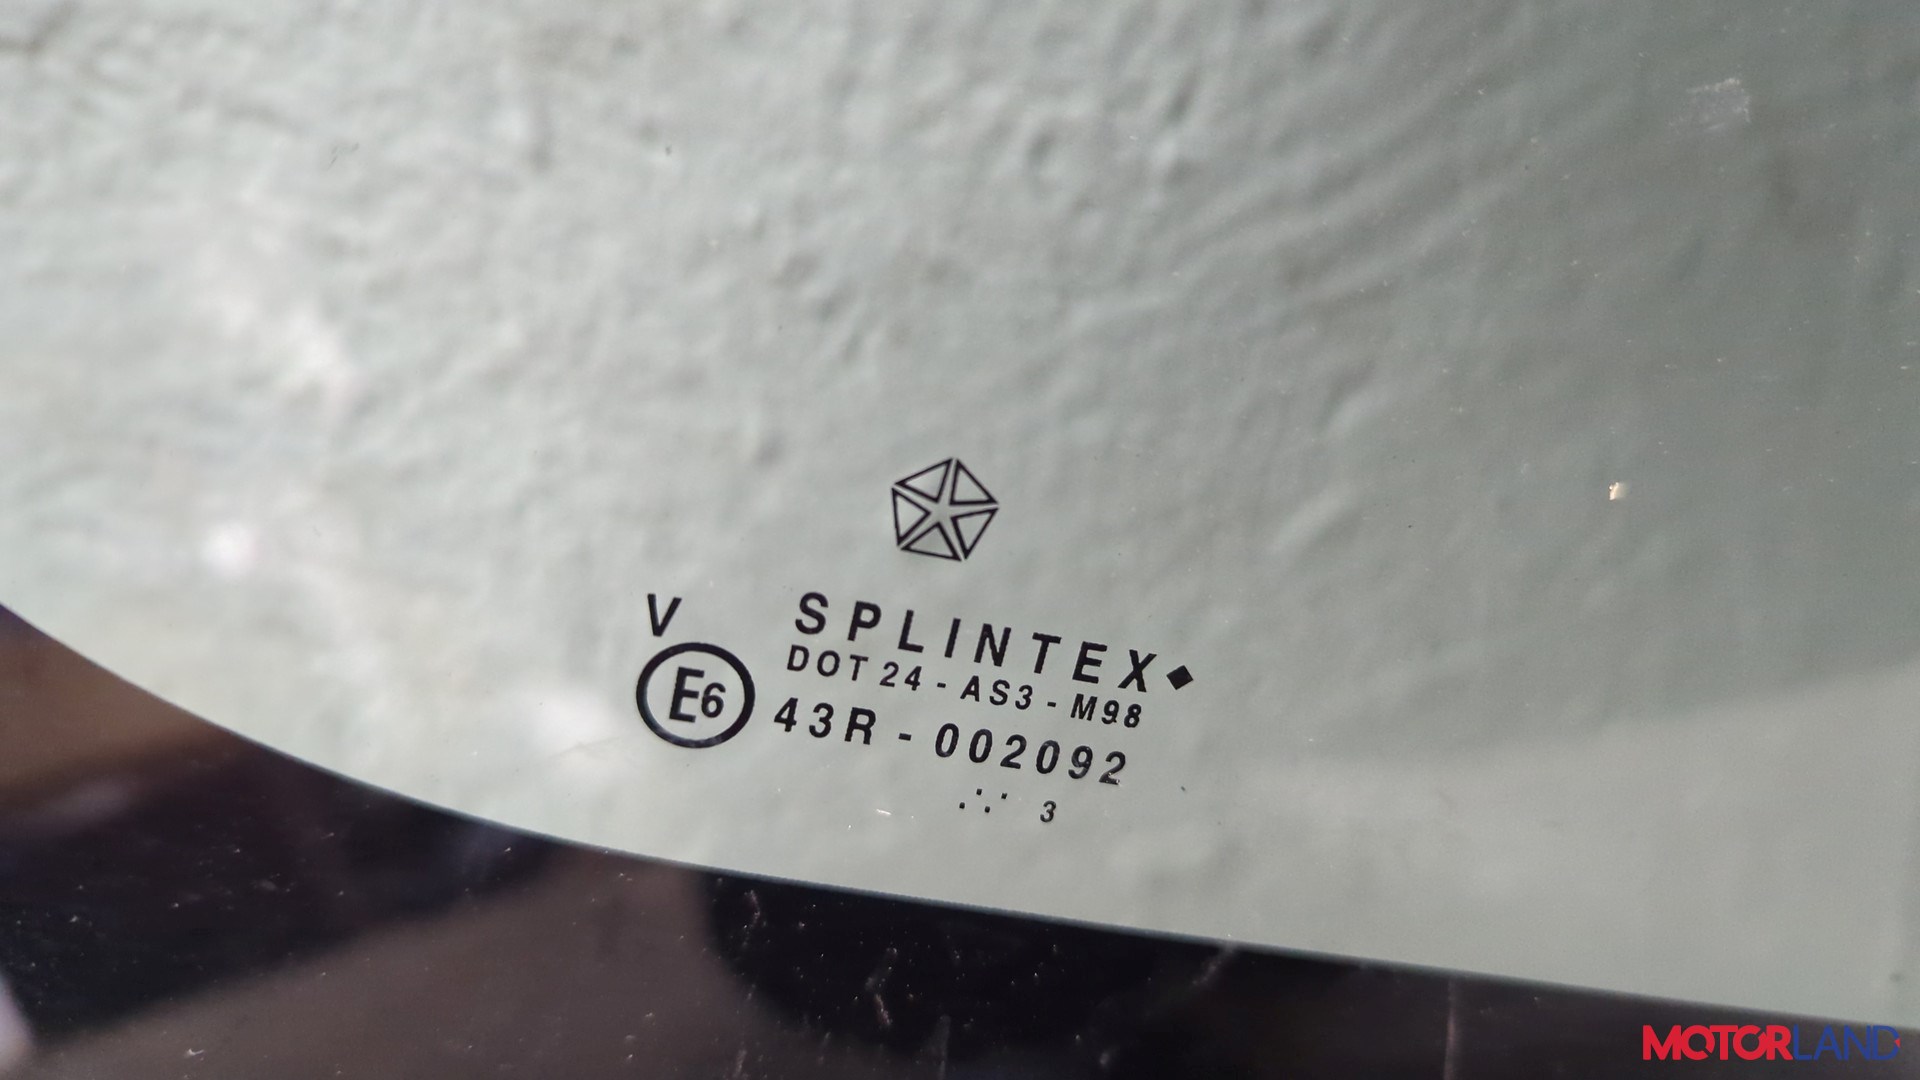 V SPLINTEX◆
DOT 24 - AS3 - M98
E6 43R - 002092
∴· 3
MOTORLAND